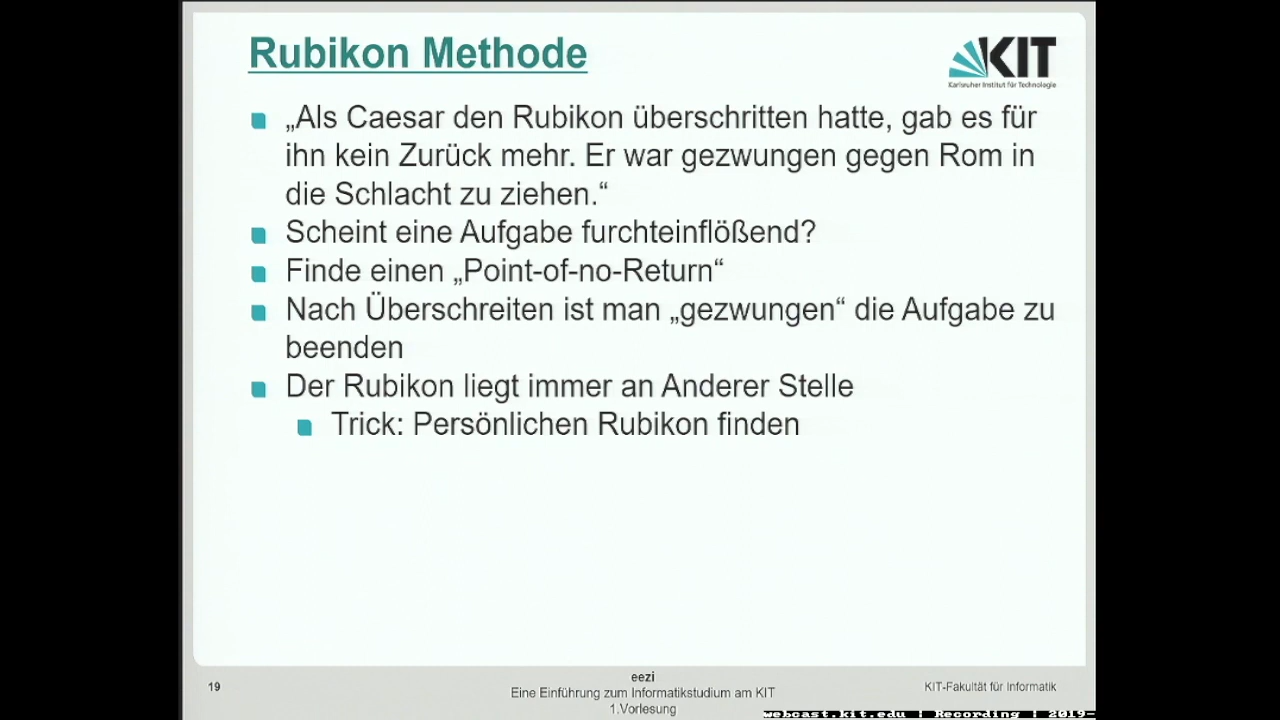 Rubikon Methode
KIT
Karlsruher Institut für Technologie
„Als Caesar den Rubikon überschritten hatte, gab es für
ihn kein Zurück mehr. Er war gezwungen gegen Rom in
die Schlacht zu ziehen.“
Scheint eine Aufgabe furchteinflößend?
Finde einen „Point-of-no-Return“
Nach Überschreiten ist man „gezwungen“ die Aufgabe zu
beenden
Der Rubikon liegt immer an Anderer Stelle
Trick: Persönlichen Rubikon finden
19
eezi
Eine Einführung zum Informatikstudium am KIT
1.Vorlesung
KIT-Fakultät für Informatik
webcast.kit.edu | Recording | 2019-